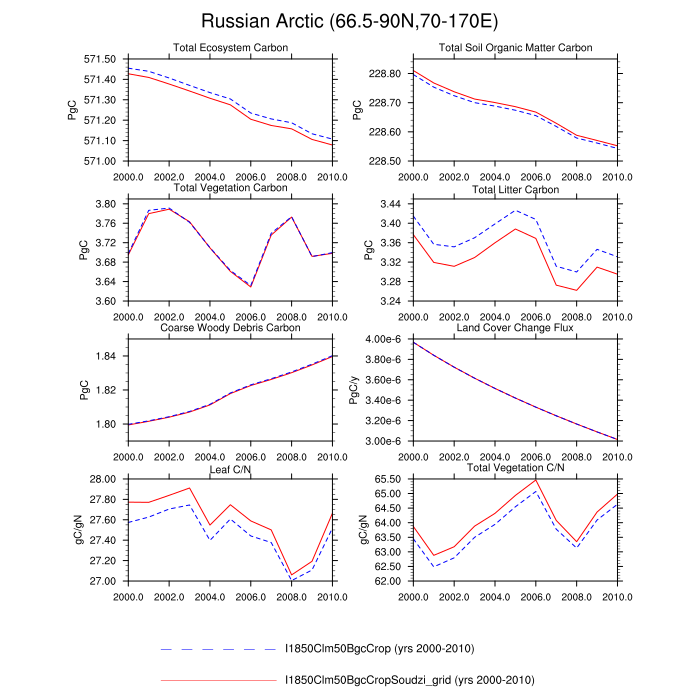 Russian Arctic (66.5-90N,70-170E)
Total Ecosystem Carbon
Total Soil Organic Matter Carbon
571.50
571.40
571.30
571.20
571.10
571.00
PgC
2000.0 2002.0 2004.0 2006.0 2008.0 2010.0
228.80
228.70
228.60
228.50
PgC
2000.0 2002.0 2004.0 2006.0 2008.0 2010.0
Total Vegetation Carbon
Total Litter Carbon
3.80
3.76
3.72
3.68
3.64
3.60
PgC
2000.0 2002.0 2004.0 2006.0 2008.0 2010.0
3.44
3.40
3.36
3.32
3.28
3.24
PgC
2000.0 2002.0 2004.0 2006.0 2008.0 2010.0
Coarse Woody Debris Carbon
Land Cover Change Flux
1.84
1.82
1.80
PgC
2000.0 2002.0 2004.0 2006.0 2008.0 2010.0
4.00e-6
3.80e-6
3.60e-6
3.40e-6
3.20e-6
3.00e-6
PgC/y
2000.0 2002.0 2004.0 2006.0 2008.0 2010.0
Leaf C/N
Total Vegetation C/N
28.00
27.80
27.60
27.40
27.20
27.00
gC/gN
2000.0 2002.0 2004.0 2006.0 2008.0 2010.0
65.50
65.00
64.50
64.00
63.50
63.00
62.50
62.00
gC/gN
2000.0 2002.0 2004.0 2006.0 2008.0 2010.0
I1850Clm50BgcCrop (yrs 2000-2010)
I1850Clm50BgcCropSoudzi_grid (yrs 2000-2010)